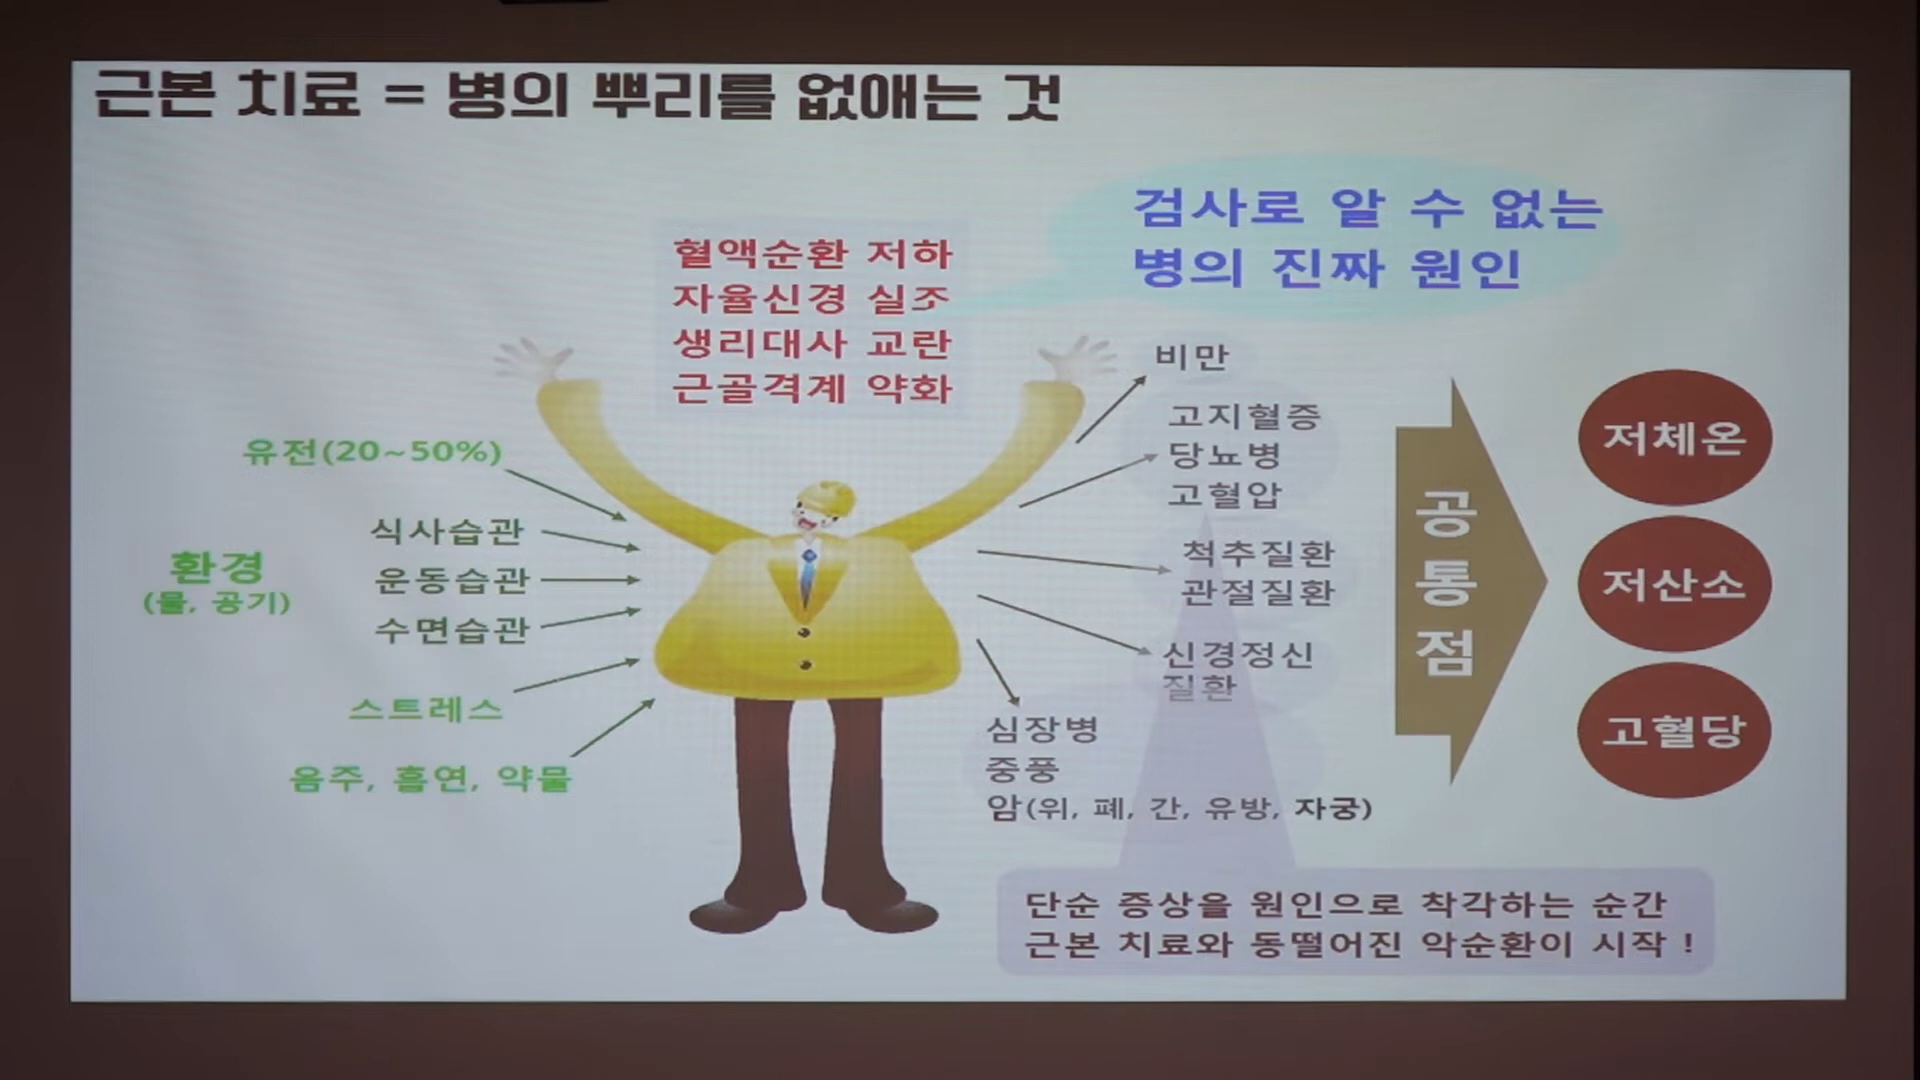 근본 치료 = 병의 뿌리를 없애는 것
검사로 알 수 없는
병의 진짜 원인
혈액순환 저하
자율신경 실조
생리대사 교란
근골격계 약화
유전(20~50%)
식사습관
환경
(물, 공기)
운동습관
수면습관
스트레스
음주, 흡연, 약물
비만
고지혈증
당뇨병
고혈압
척추질환
관절질환
신경정신
질환
심장병
중풍
암(위, 폐, 간, 유방, 자궁)
공
통
점
저체온
저산소
고혈당
단순 증상을 원인으로 착각하는 순간
근본 치료와 동떨어진 악순환이 시작 !